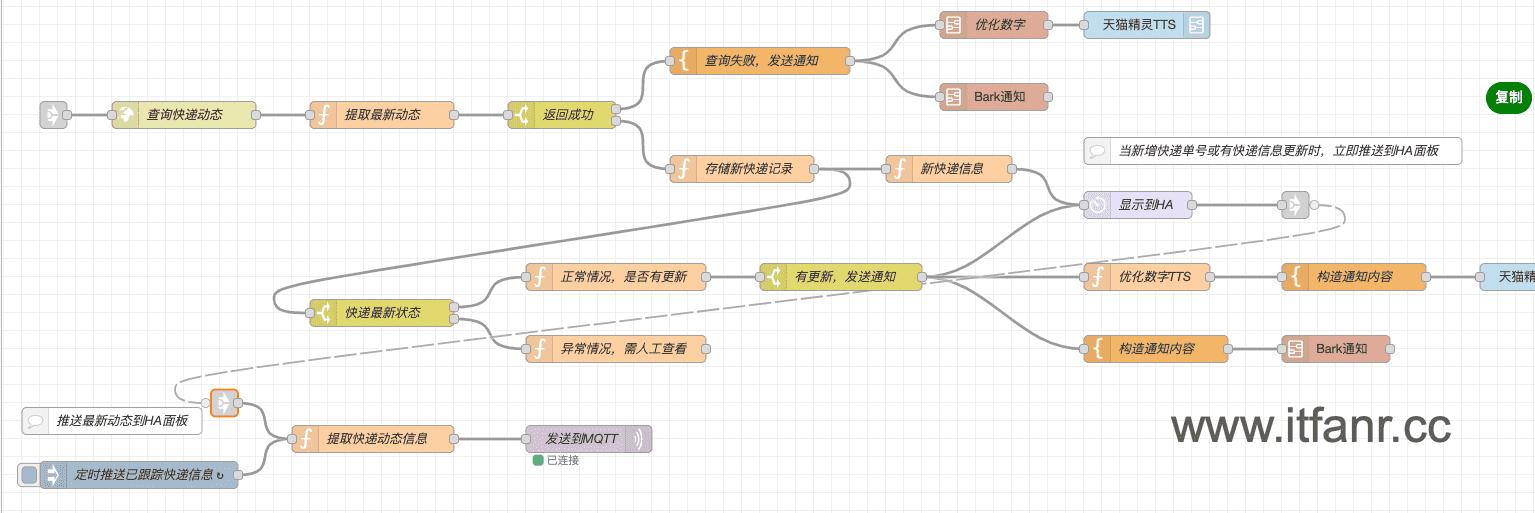 优化数字
天猫精灵TTS
查询失败，发送通知
Bark通知
复制
查询快递动态
提取最新动态
返回成功
当新增快递单号或有快递信息更新时，立即推送到HA面板
存储新快递记录
新快递信息
显示到HA
正常情况，是否有更新
有更新，发送通知
优化数字TTS
构造通知内容
天猫精
快递最新状态
异常情况，需人工查看
构造通知内容
Bark通知
推送最新动态到HA面板
www.itfanr.cc
提取快递动态信息
发送到MQTT
已连接
定时推送已跟踪快递信息 ↻